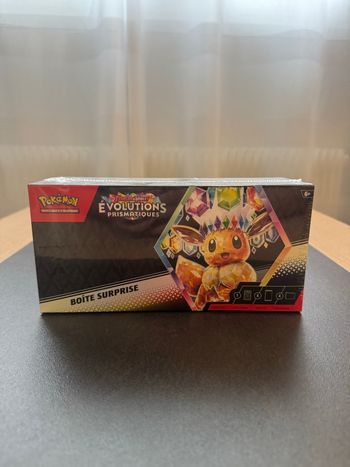 Pokémon
ÉVOLUTIONS
PRISMATIQUES
6+
BOÎTE SURPRISE